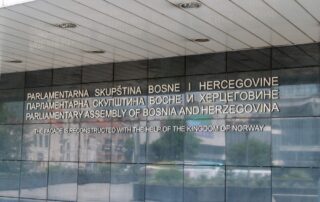 PARLAMENTARNA SKUPŠTINA BOSNE I HERCEGOVINE
ПАРЛАМЕНТАРНА СКУПШТИНА БОСНЕ И ХЕРЦЕГОВИНЕ
PARLIAMENTARY ASSEMBLY OF BOSNIA AND HERZEGOVINA
THE FACADE IS RECONSTRUCTED WITH THE HELP OF THE KINGDOM OF NORWAY